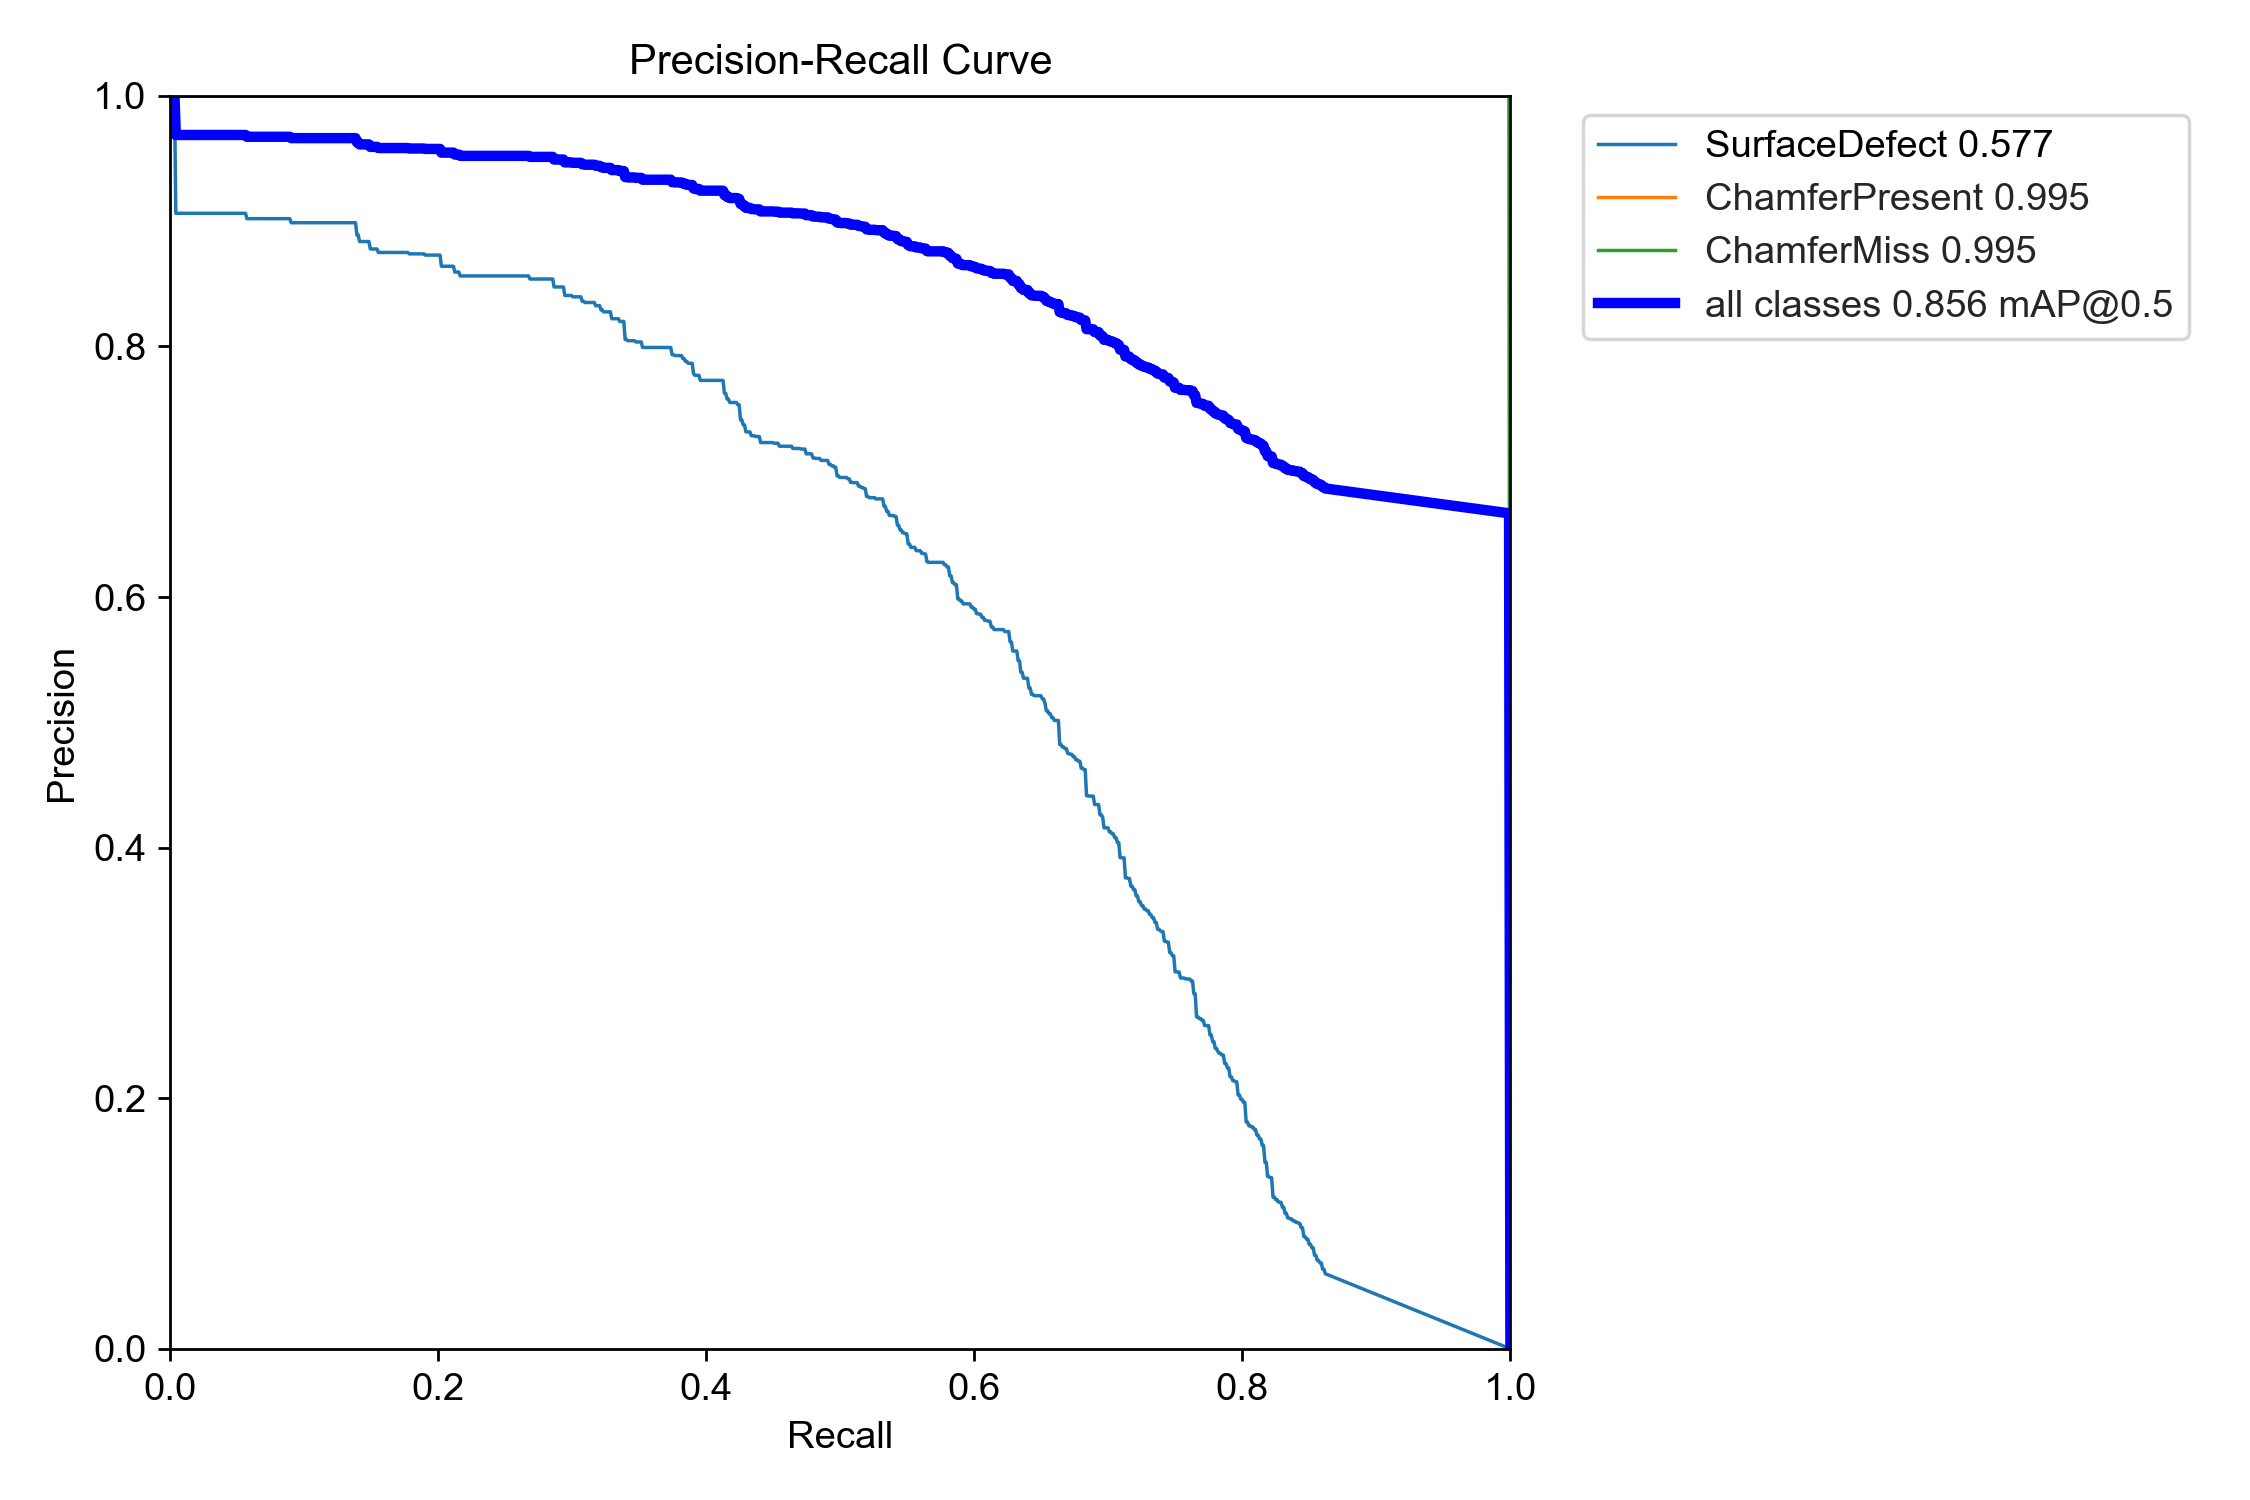 Precision-Recall Curve
1.0
0.8
0.6
0.4
0.2
0.0
Precision
0.0 0.2 0.4 0.6 0.8 1.0
Recall
SurfaceDefect 0.577
ChamferPresent 0.995
ChamferMiss 0.995
all classes 0.856 mAP@0.5